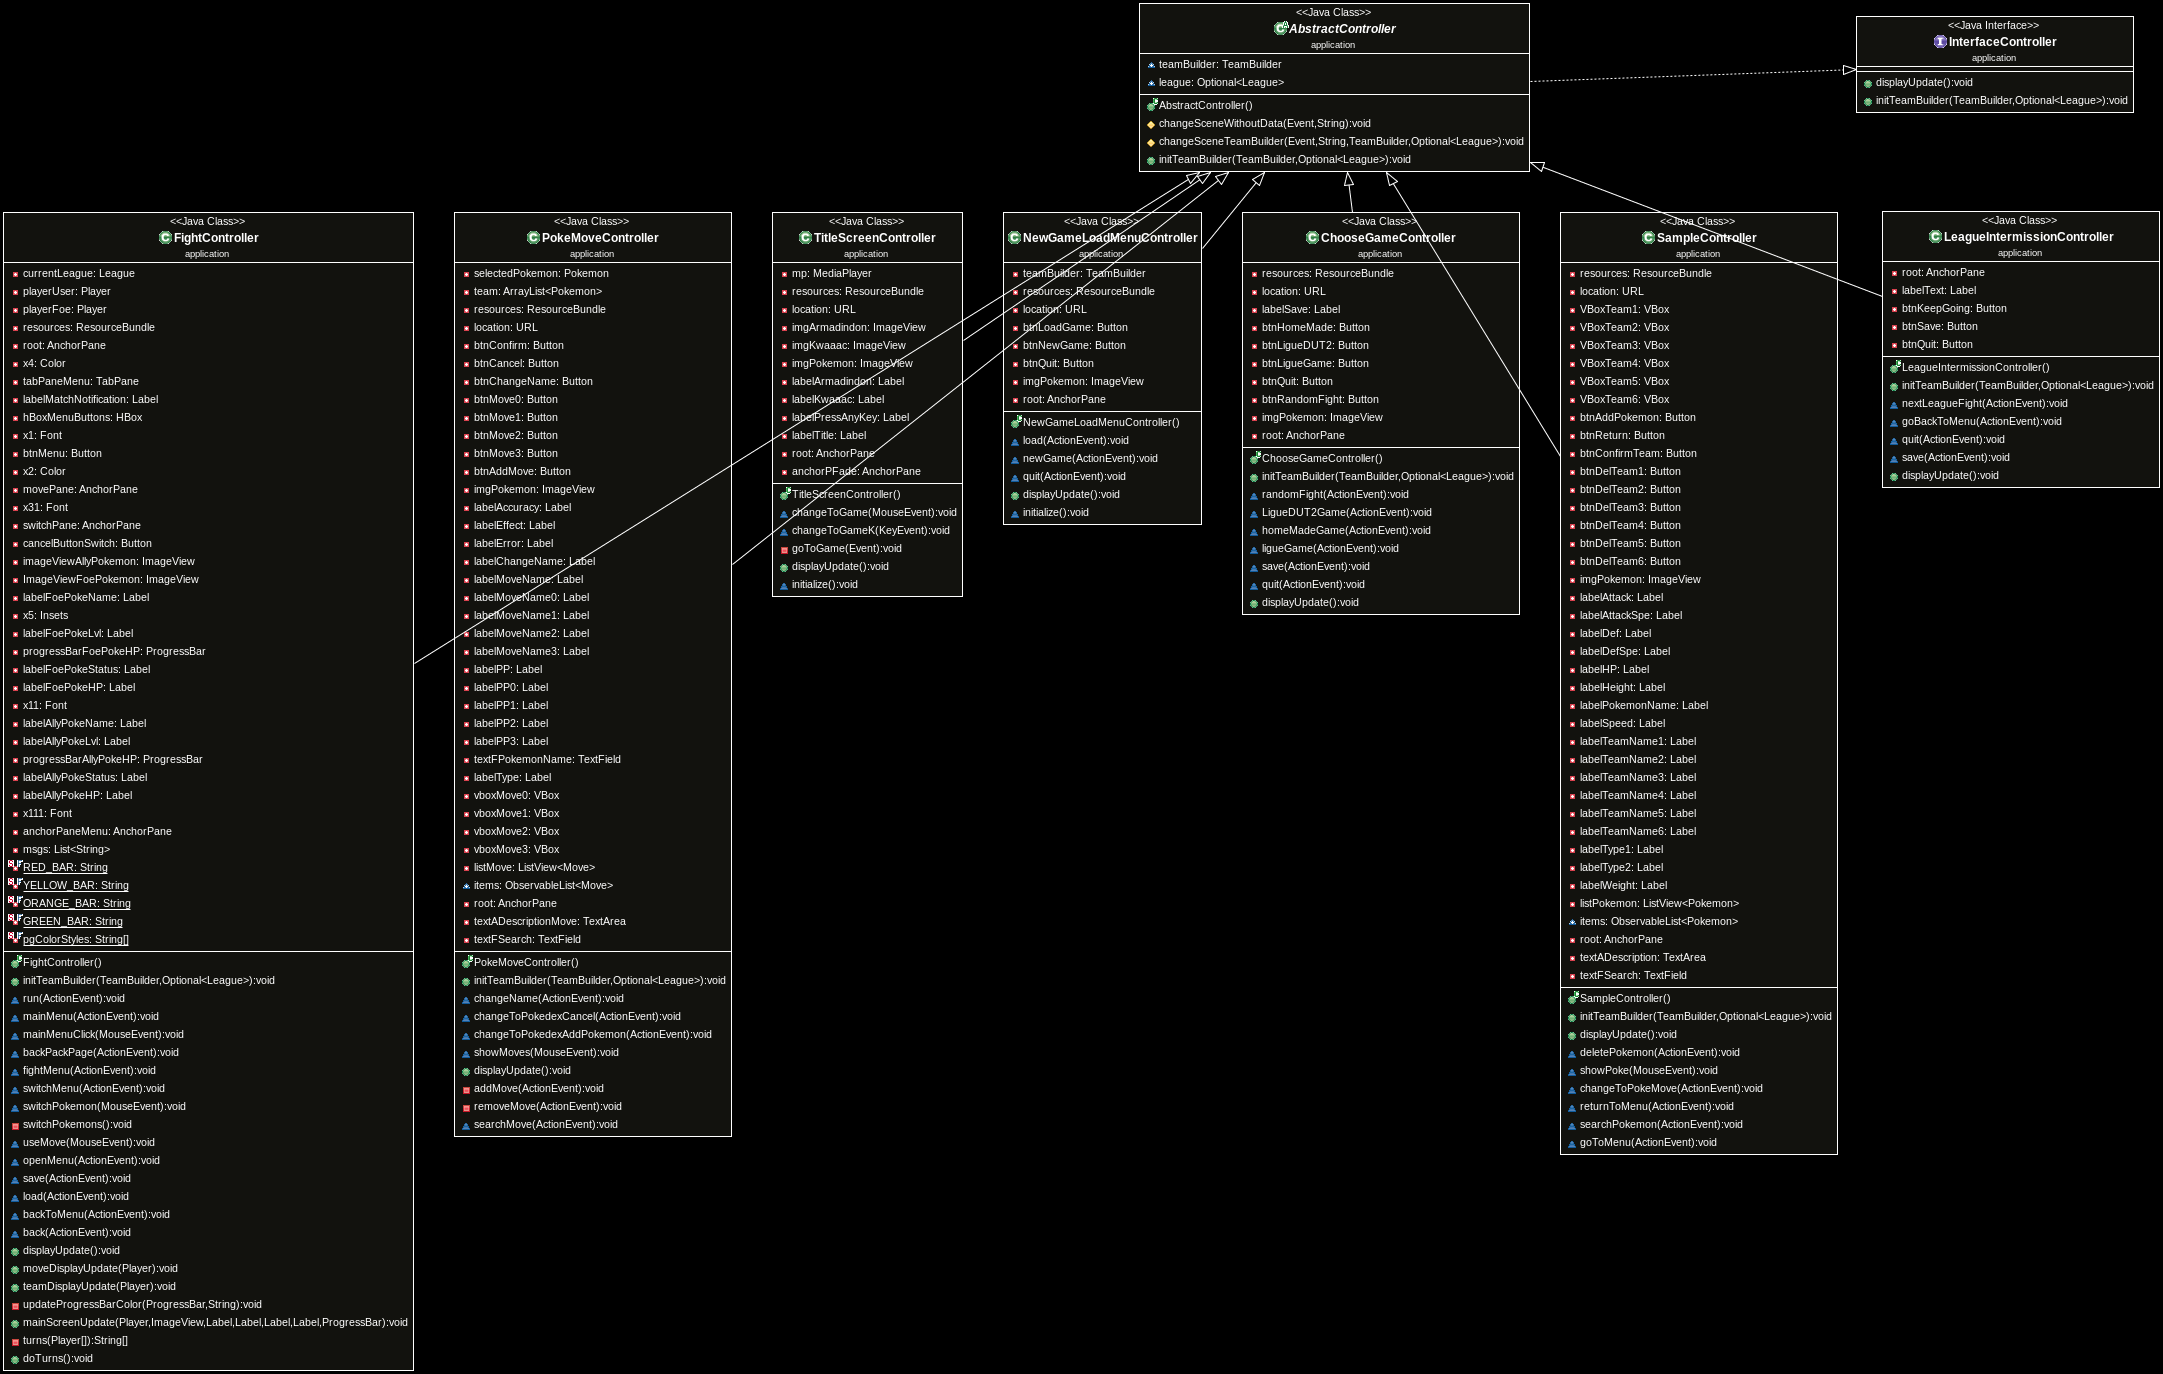 <<Java Class>>
AbstractController
application
teamBuilder: TeamBuilder
league: Optional<League>
AbstractController()
changeSceneWithoutData(Event,String):void
changeSceneTeamBuilder(Event,String,TeamBuilder,Optional<League>):void
initTeamBuilder(TeamBuilder,Optional<League>):void
<<Java Interface>>
InterfaceController
application
displayUpdate():void
initTeamBuilder(TeamBuilder,Optional<League>):void
<<Java Class>>
FightController
application
currentLeague: League
playerUser: Player
playerFoe: Player
resources: ResourceBundle
root: AnchorPane
x4: Color
tabPaneMenu: TabPane
labelMatchNotification: Label
hBoxMenuButtons: HBox
x1: Font
btnMenu: Button
x2: Color
movePane: AnchorPane
x31: Font
switchPane: AnchorPane
cancelButtonSwitch: Button
imageViewAllyPokemon: ImageView
ImageViewFoePokemon: ImageView
labelFoePokeName: Label
x5: Insets
labelFoePokeLvl: Label
progressBarFoePokeHP: ProgressBar
labelFoePokeStatus: Label
labelFoePokeHP: Label
x11: Font
labelAllyPokeName: Label
labelAllyPokeLvl: Label
progressBarAllyPokeHP: ProgressBar
labelAllyPokeStatus: Label
labelAllyPokeHP: Label
x111: Font
anchorPaneMenu: AnchorPane
msgs: List<String>
RED_BAR: String
YELLOW_BAR: String
ORANGE_BAR: String
GREEN_BAR: String
pgColorStyles: String[]
FightController()
initTeamBuilder(TeamBuilder,Optional<League>):void
run(ActionEvent):void
mainMenu(ActionEvent):void
mainMenuClick(MouseEvent):void
backPackPage(ActionEvent):void
fightMenu(ActionEvent):void
switchMenu(ActionEvent):void
switchPokemon(MouseEvent):void
switchPokemons():void
useMove(MouseEvent):void
openMenu(ActionEvent):void
save(ActionEvent):void
load(ActionEvent):void
backToMenu(ActionEvent):void
back(ActionEvent):void
displayUpdate():void
moveDisplayUpdate(Player):void
teamDisplayUpdate(Player):void
updateProgressBarColor(ProgressBar,String):void
mainScreenUpdate(Player,ImageView,Label,Label,Label,Label,ProgressBar):void
turns(Player[]):String[]
doTurns():void
<<Java Class>>
PokeMoveController
application
selectedPokemon: Pokemon
team: ArrayList<Pokemon>
resources: ResourceBundle
location: URL
btnConfirm: Button
btnCancel: Button
btnChangeName: Button
btnMove0: Button
btnMove1: Button
btnMove2: Button
btnMove3: Button
btnAddMove: Button
imgPokemon: ImageView
labelAccuracy: Label
labelEffect: Label
labelError: Label
labelChangeName: Label
labelMoveName: Label
labelMoveName0: Label
labelMoveName1: Label
labelMoveName2: Label
labelMoveName3: Label
labelPP: Label
labelPP0: Label
labelPP1: Label
labelPP2: Label
labelPP3: Label
textFPokemonName: TextField
labelType: Label
vboxMove0: VBox
vboxMove1: VBox
vboxMove2: VBox
vboxMove3: VBox
listMove: ListView<Move>
items: ObservableList<Move>
root: AnchorPane
textADescriptionMove: TextArea
textFSearch: TextField
PokeMoveController()
initTeamBuilder(TeamBuilder,Optional<League>):void
changeName(ActionEvent):void
changeToPokedexCancel(ActionEvent):void
changeToPokedexAddPokemon(ActionEvent):void
showMoves(MouseEvent):void
displayUpdate():void
addMove(ActionEvent):void
removeMove(ActionEvent):void
searchMove(ActionEvent):void
<<Java Class>>
TitleScreenController
application
mp: MediaPlayer
resources: ResourceBundle
location: URL
imgArmadindon: ImageView
imgKwaaac: ImageView
imgPokemon: ImageView
labelArmadindon: Label
labelKwaaac: Label
labelPressAnyKey: Label
labelTitle: Label
root: AnchorPane
anchorPFade: AnchorPane
TitleScreenController()
changeToGame(MouseEvent):void
changeToGameK(KeyEvent):void
goToGame(Event):void
displayUpdate():void
initialize():void
<<Java Class>>
NewGameLoadMenuController
application
teamBuilder: TeamBuilder
resources: ResourceBundle
location: URL
btnLoadGame: Button
btnNewGame: Button
btnQuit: Button
imgPokemon: ImageView
root: AnchorPane
NewGameLoadMenuController()
load(ActionEvent):void
newGame(ActionEvent):void
quit(ActionEvent):void
displayUpdate():void
initialize():void
<<Java Class>>
ChooseGameController
application
resources: ResourceBundle
location: URL
labelSave: Label
btnHomeMade: Button
btnLigueDUT2: Button
btnLigueGame: Button
btnQuit: Button
btnRandomFight: Button
imgPokemon: ImageView
root: AnchorPane
ChooseGameController()
initTeamBuilder(TeamBuilder,Optional<League>):void
randomFight(ActionEvent):void
LigueDUT2Game(ActionEvent):void
homeMadeGame(ActionEvent):void
ligueGame(ActionEvent):void
save(ActionEvent):void
quit(ActionEvent):void
displayUpdate():void
<<Java Class>>
SampleController
application
resources: ResourceBundle
location: URL
VBoxTeam1: VBox
VBoxTeam2: VBox
VBoxTeam3: VBox
VBoxTeam4: VBox
VBoxTeam5: VBox
VBoxTeam6: VBox
btnAddPokemon: Button
btnReturn: Button
btnConfirmTeam: Button
btnDelTeam1: Button
btnDelTeam2: Button
btnDelTeam3: Button
btnDelTeam4: Button
btnDelTeam5: Button
btnDelTeam6: Button
imgPokemon: ImageView
labelAttack: Label
labelAttackSpe: Label
labelDef: Label
labelDefSpe: Label
labelHP: Label
labelHeight: Label
labelPokemonName: Label
labelSpeed: Label
labelTeamName1: Label
labelTeamName2: Label
labelTeamName3: Label
labelTeamName4: Label
labelTeamName5: Label
labelTeamName6: Label
labelType1: Label
labelType2: Label
labelWeight: Label
listPokemon: ListView<Pokemon>
items: ObservableList<Pokemon>
root: AnchorPane
textADescription: TextArea
textFSearch: TextField
SampleController()
initTeamBuilder(TeamBuilder,Optional<League>):void
displayUpdate():void
deletePokemon(ActionEvent):void
showPoke(MouseEvent):void
changeToPokeMove(ActionEvent):void
returnToMenu(ActionEvent):void
searchPokemon(ActionEvent):void
goToMenu(ActionEvent):void
<<Java Class>>
LeagueIntermissionController
application
root: AnchorPane
labelText: Label
btnKeepGoing: Button
btnSave: Button
btnQuit: Button
LeagueIntermissionController()
initTeamBuilder(TeamBuilder,Optional<League>):void
nextLeagueFight(ActionEvent):void
goBackToMenu(ActionEvent):void
quit(ActionEvent):void
save(ActionEvent):void
displayUpdate():void